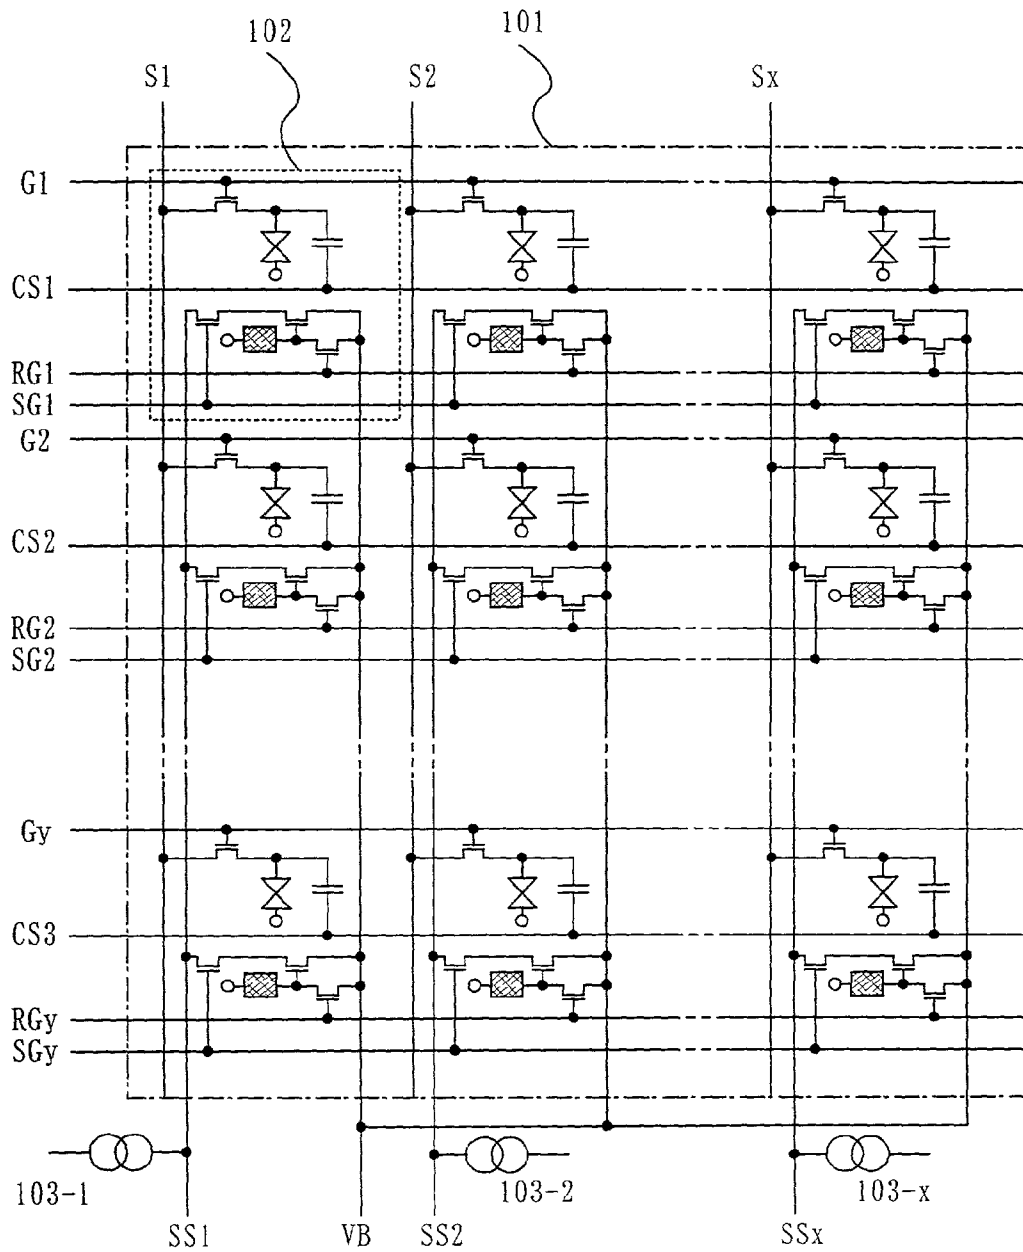 102
101
S1
S2
Sx
G1
CS1
RG1
SG1
G2
CS2
RG2
SG2
Gy
CS3
RGy
SGy
103-1
103-2
103-x
SS1
VB
SS2
SSx